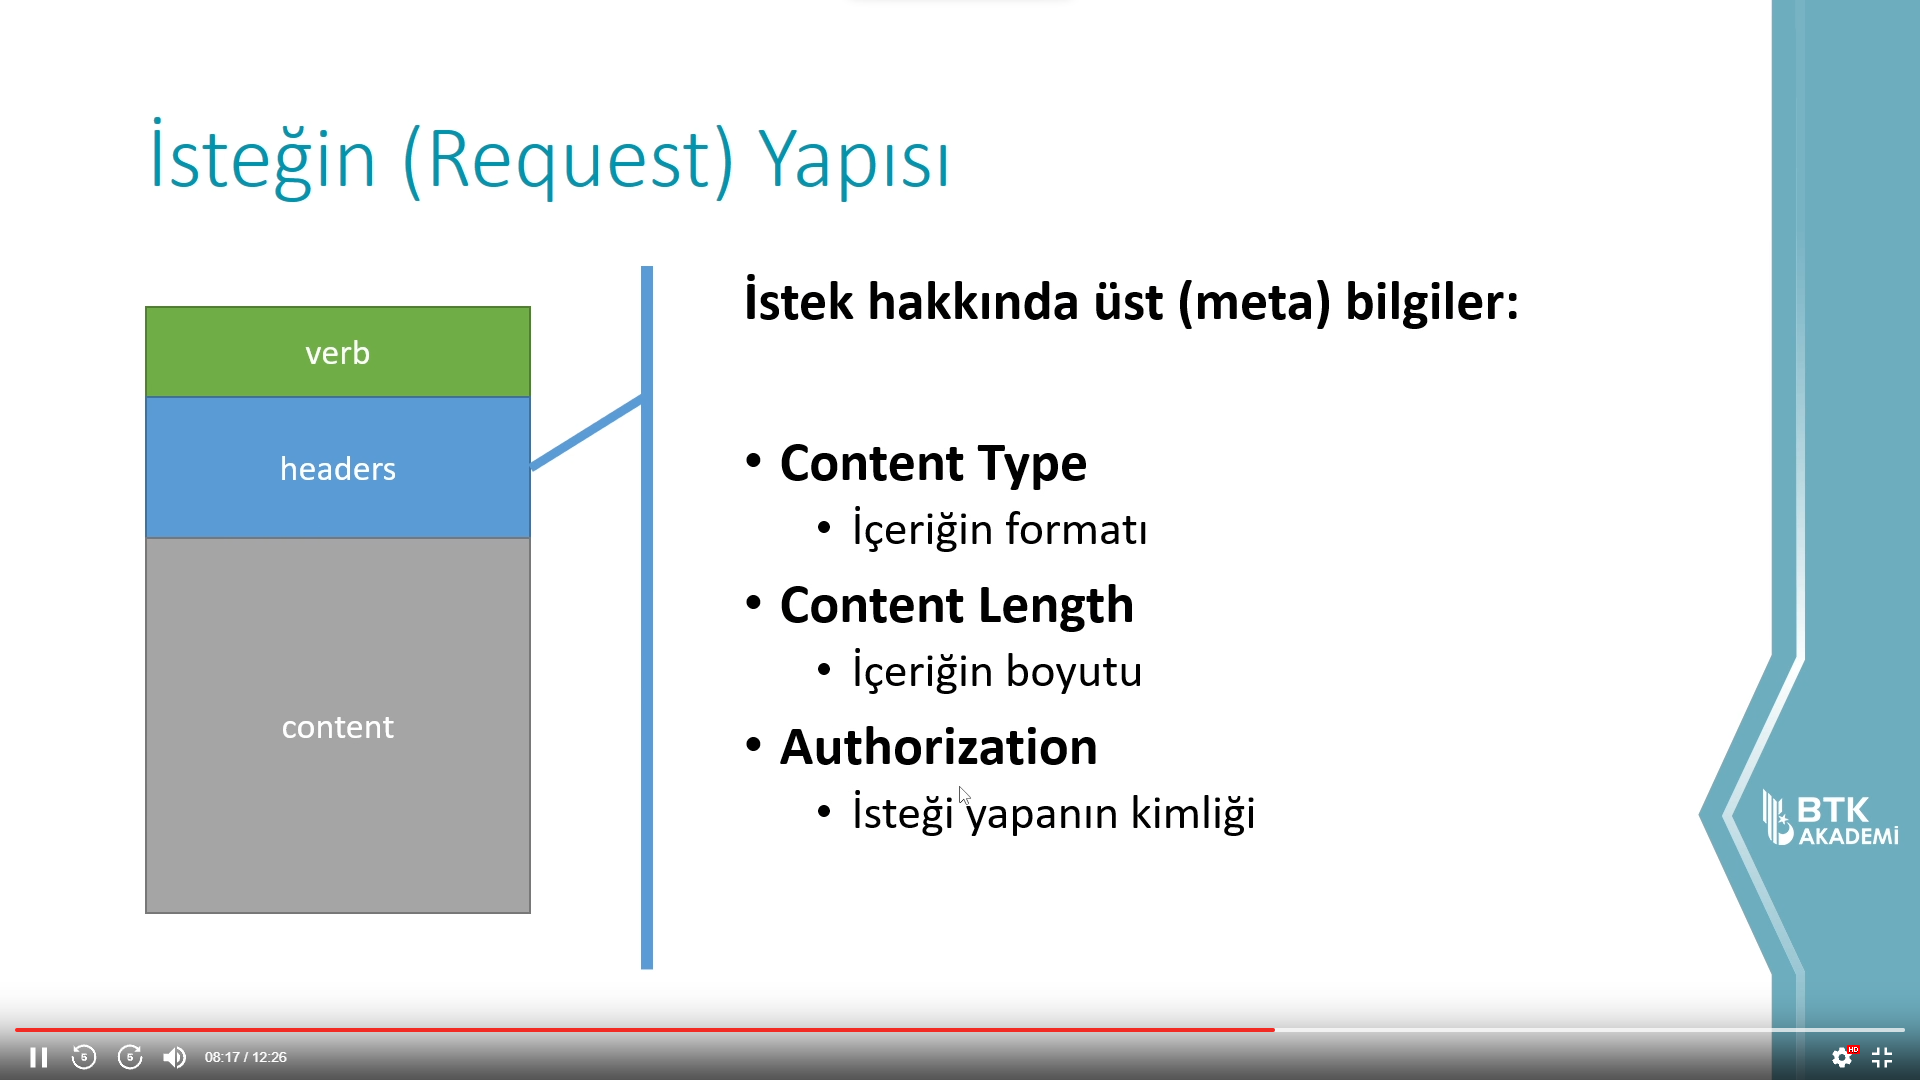 İsteğin (Request) Yapısı
verb
headers
content
İstek hakkında üst (meta) bilgiler:
• Content Type
• İçeriğin formatı
• Content Length
• İçeriğin boyutu
• Authorization
• İsteği yapanın kimliği
BTK
AKADEMİ
5
5
08:17 / 12:26
HD